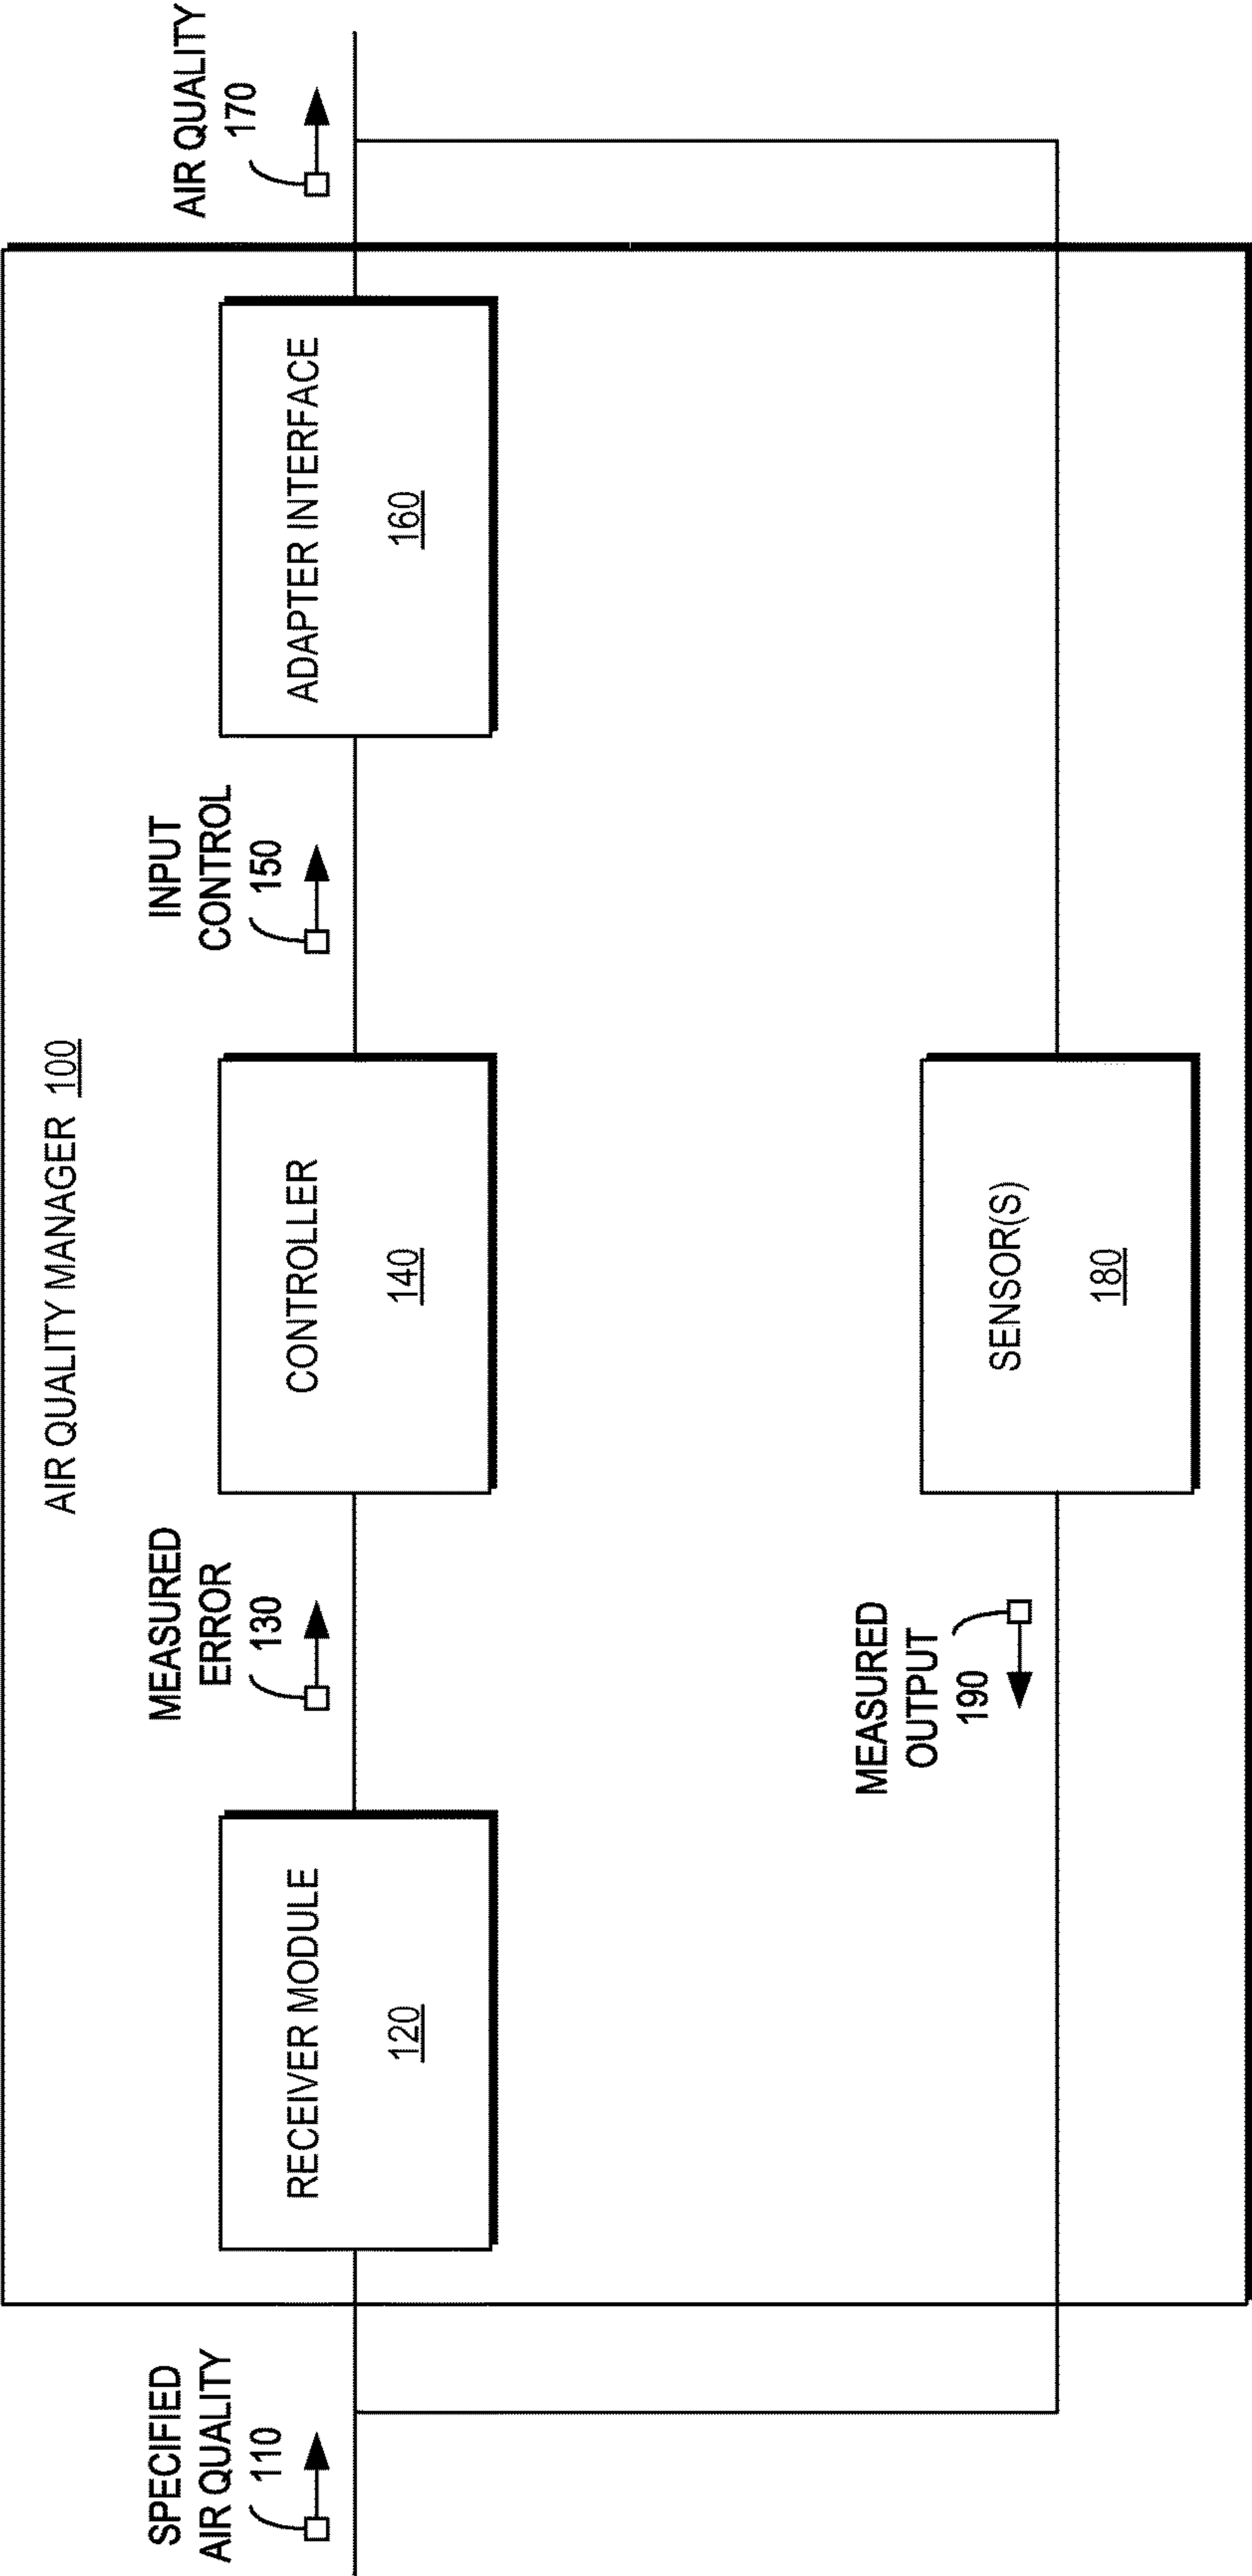 AIR QUALITY MANAGER 100
SPECIFIED
AIR QUALITY
110
RECEIVER MODULE
120
MEASURED
ERROR
130
CONTROLLER
140
INPUT
CONTROL
150
ADAPTER INTERFACE
160
AIR QUALITY
170
MEASURED
OUTPUT
190
SENSOR(S)
180